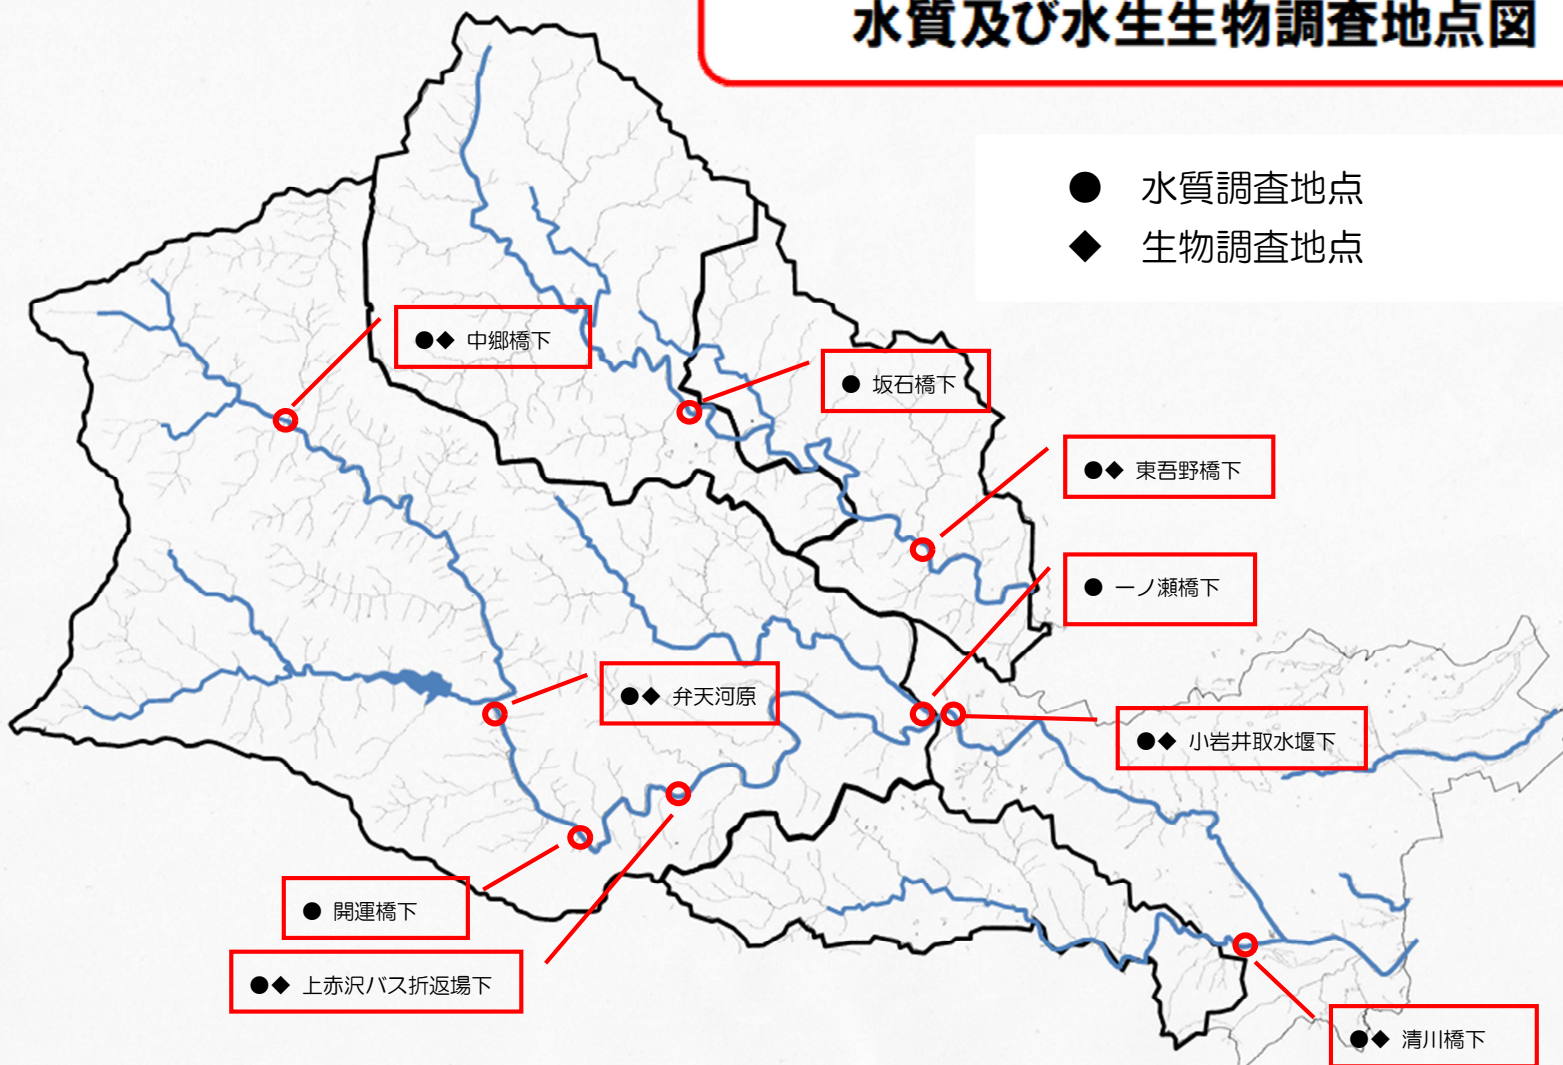 水質及び水生生物調査地点図
● 水質調査地点
◆ 生物調査地点
●◆ 中郷橋下
● 坂石橋下
●◆ 東吾野橋下
● 一ノ瀬橋下
●◆ 弁天河原
●◆ 小岩井取水堰下
● 開運橋下
●◆ 上赤沢バス折返場下
●◆ 清川橋下